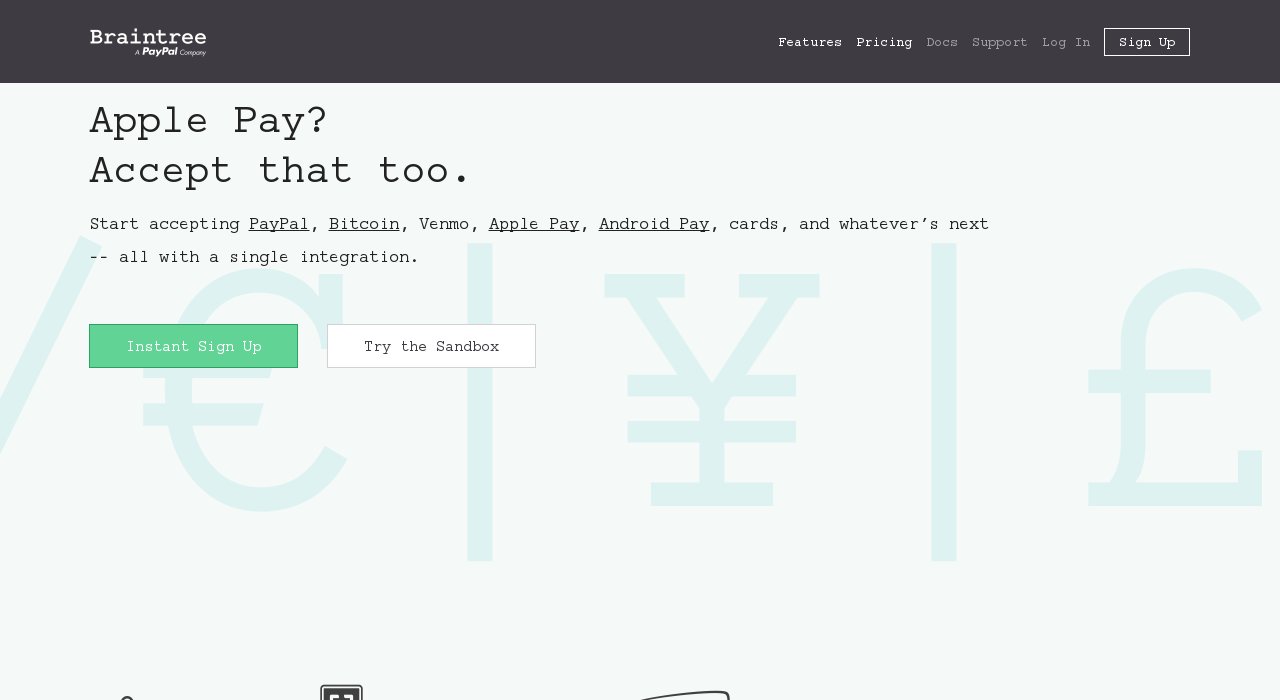 Braintree
A PayPal Company
Features Pricing Docs Support Log In Sign Up
Apple Pay?
Accept that too.
Start accepting PayPal, Bitcoin, Venmo, Apple Pay, Android Pay, cards, and whatever’s next
-- all with a single integration.
Instant Sign Up Try the Sandbox
/€|¥|£